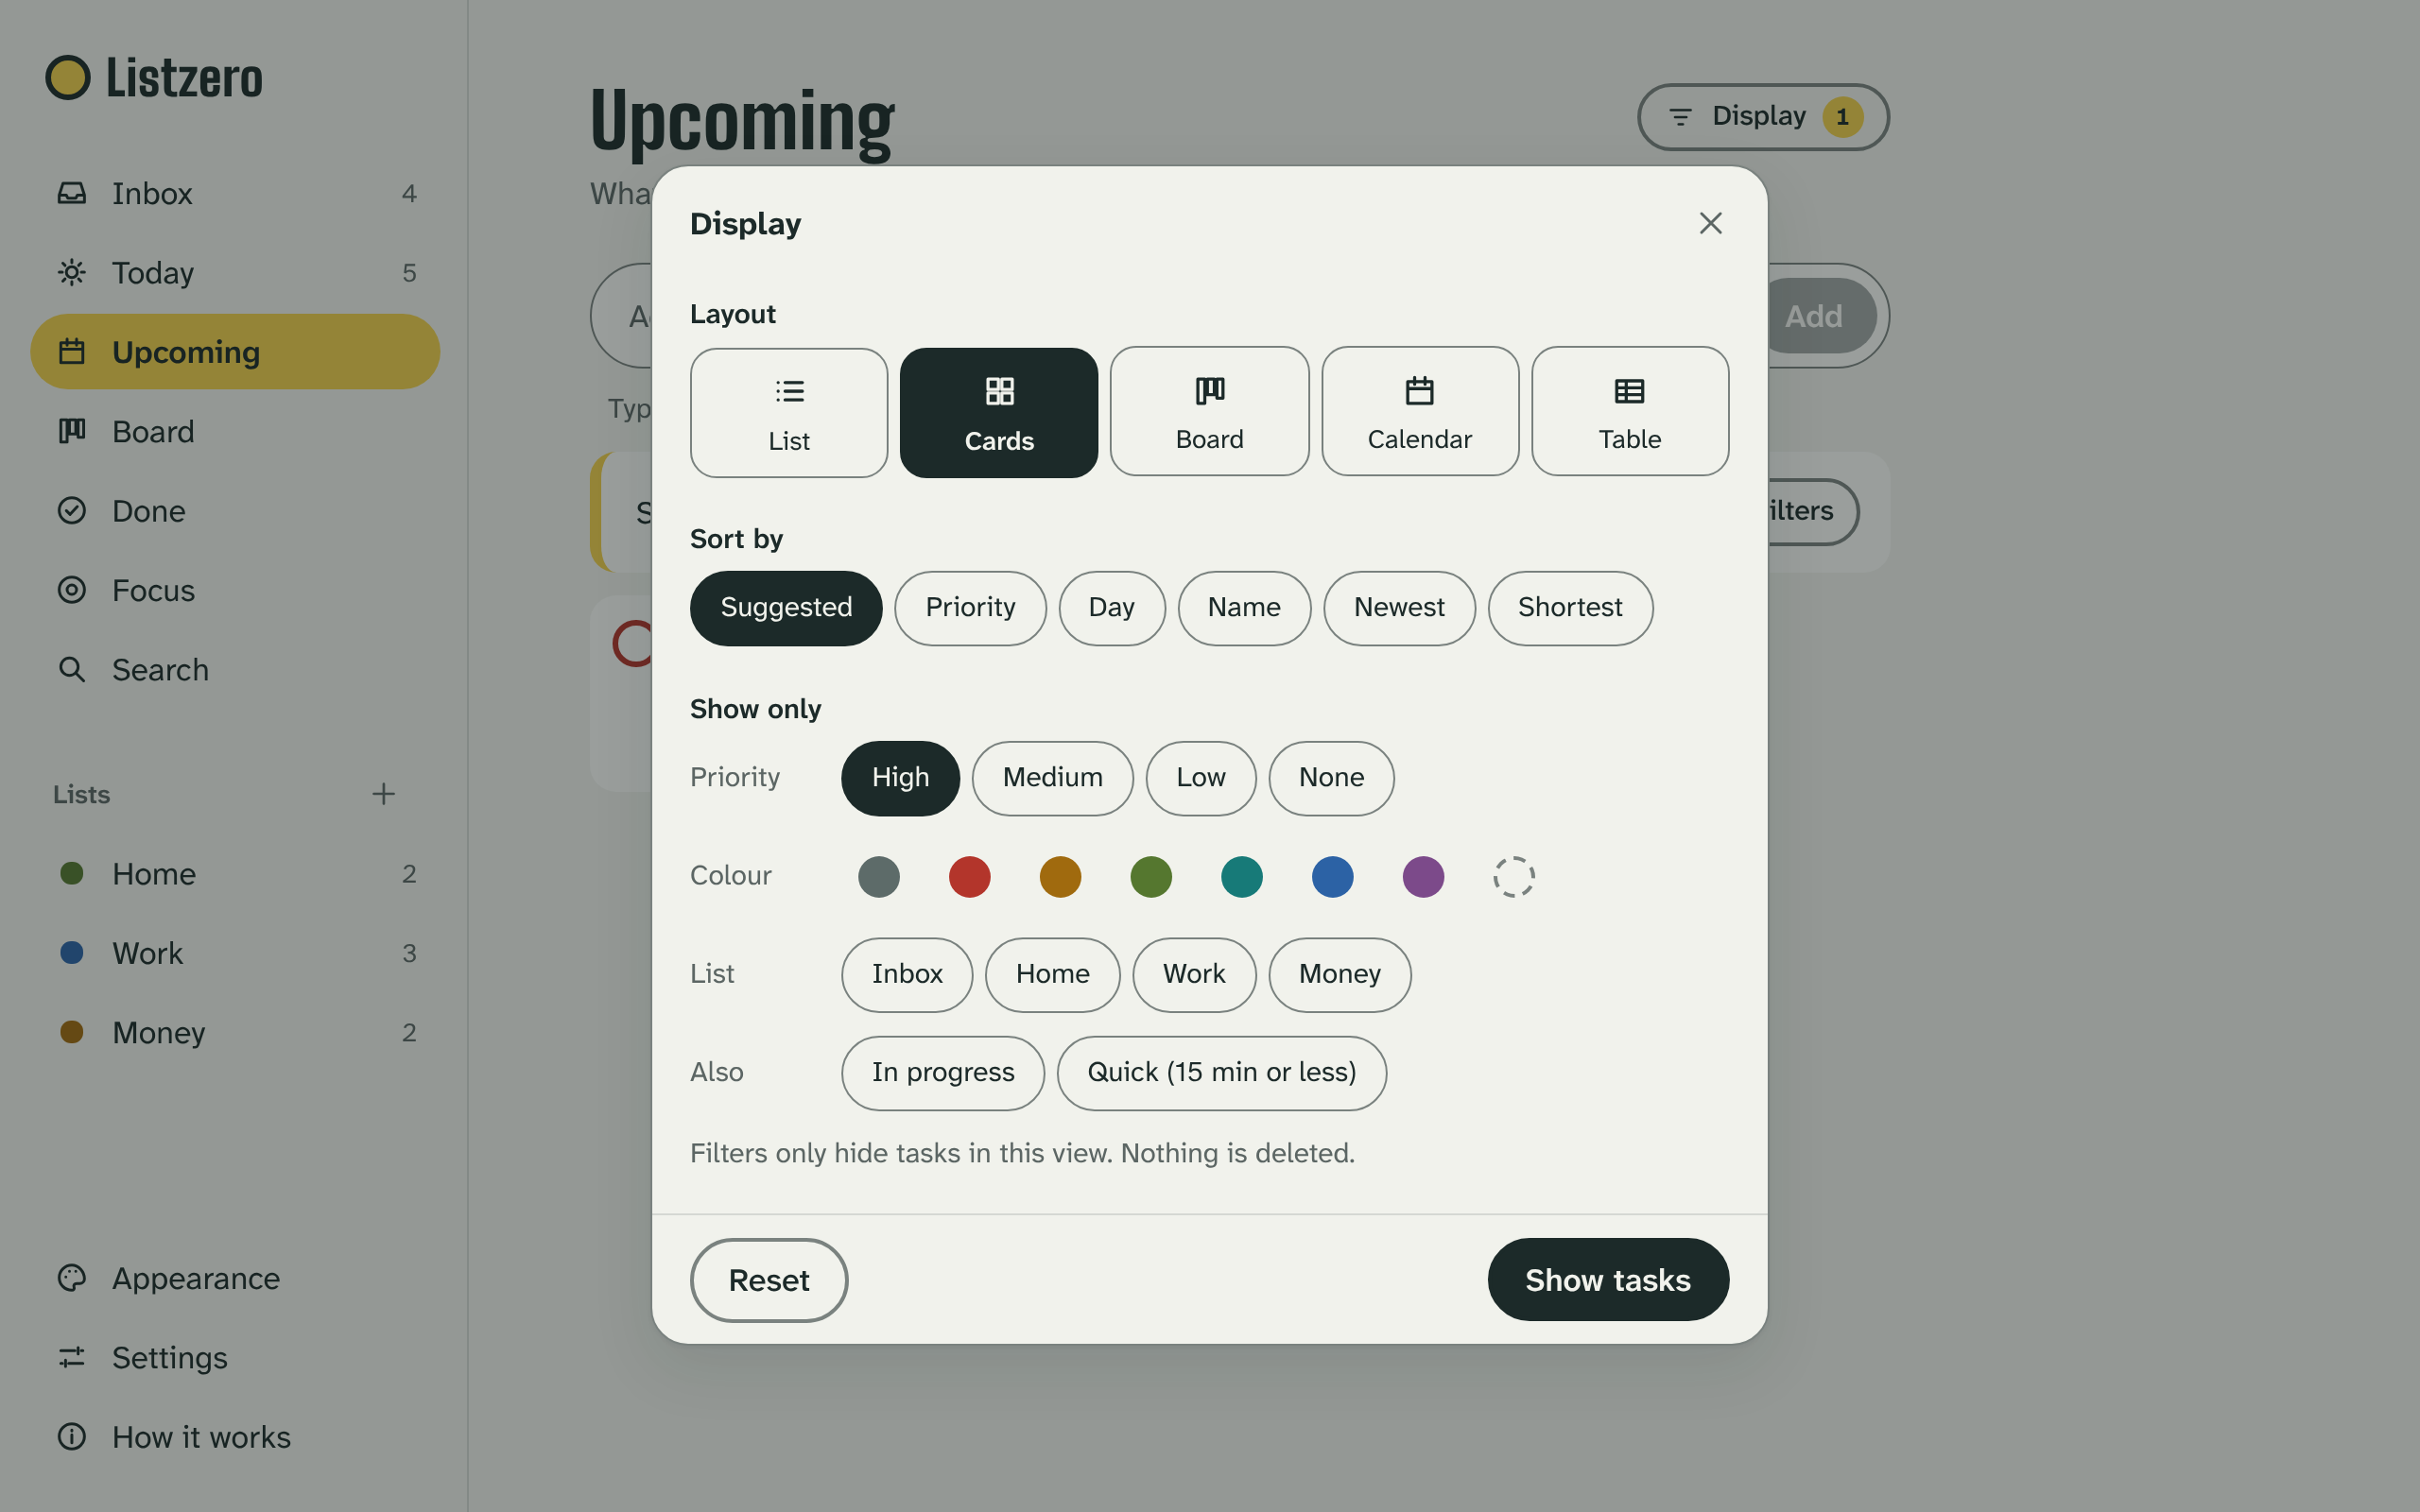 Listzero
Inbox 4
Today 5
Upcoming
Board
Done
Focus
Search
Lists
Home 2
Work 3
Money 2
Appearance
Settings
How it works
Upcoming
Display 1
Add
Display
Layout
List Cards Board Calendar Table
Sort by
Suggested Priority Day Name Newest Shortest
Show only
Priority High Medium Low None
Colour
List Inbox Home Work Money
Also In progress Quick (15 min or less)
Filters only hide tasks in this view. Nothing is deleted.
Reset Show tasks